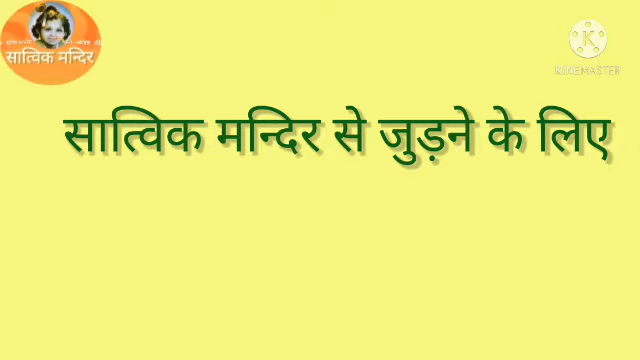 सात्विक मन्दिर
KINEMASTER
सात्विक मन्दिर से जुड़ने के लिए